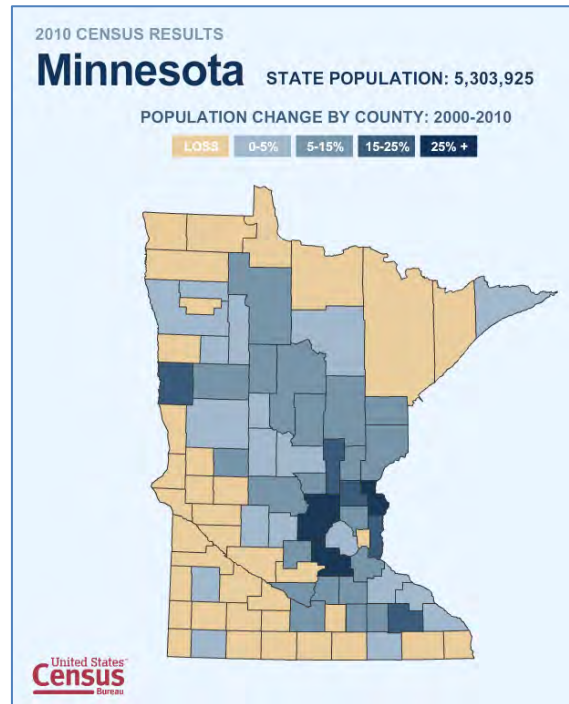 2010 CENSUS RESULTS
Minnesota STATE POPULATION: 5,303,925
POPULATION CHANGE BY COUNTY: 2000-2010
LOSS 0-5% 5-15% 15-25% 25% +
United States™
Census
Bureau